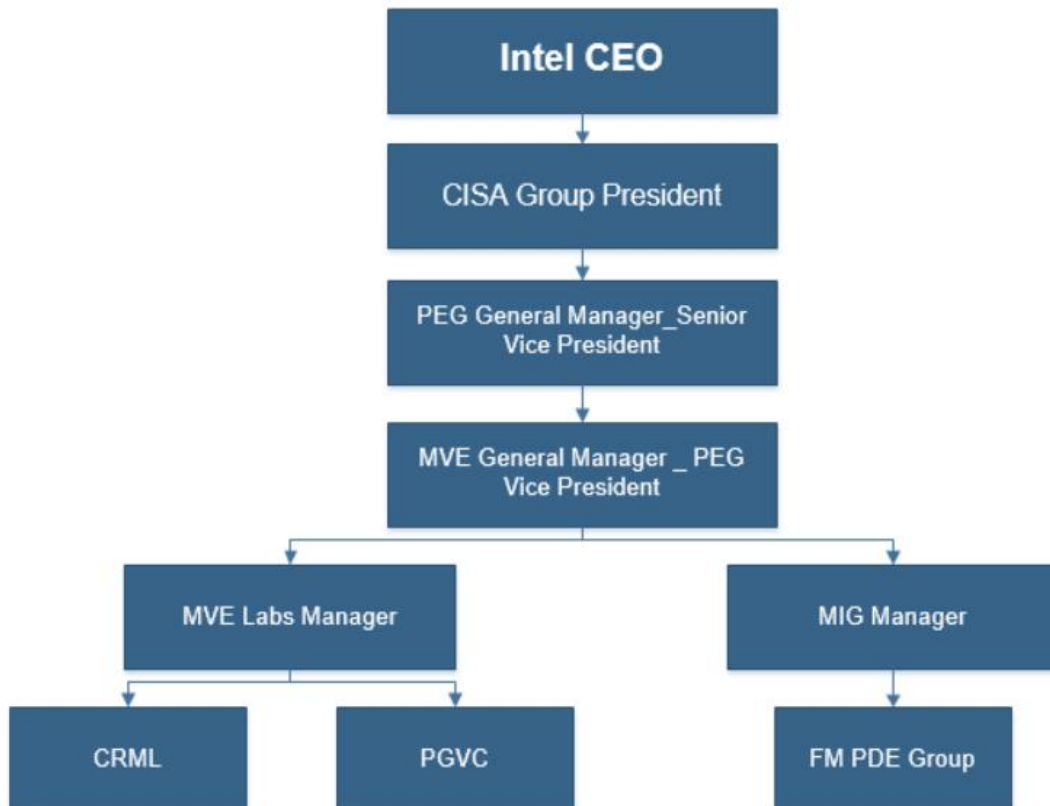 Intel CEO
CISA Group President
PEG General Manager_Senior
Vice President
MVE General Manager _ PEG
Vice President
MVE Labs Manager
MIG Manager
CRML
PGVC
FM PDE Group